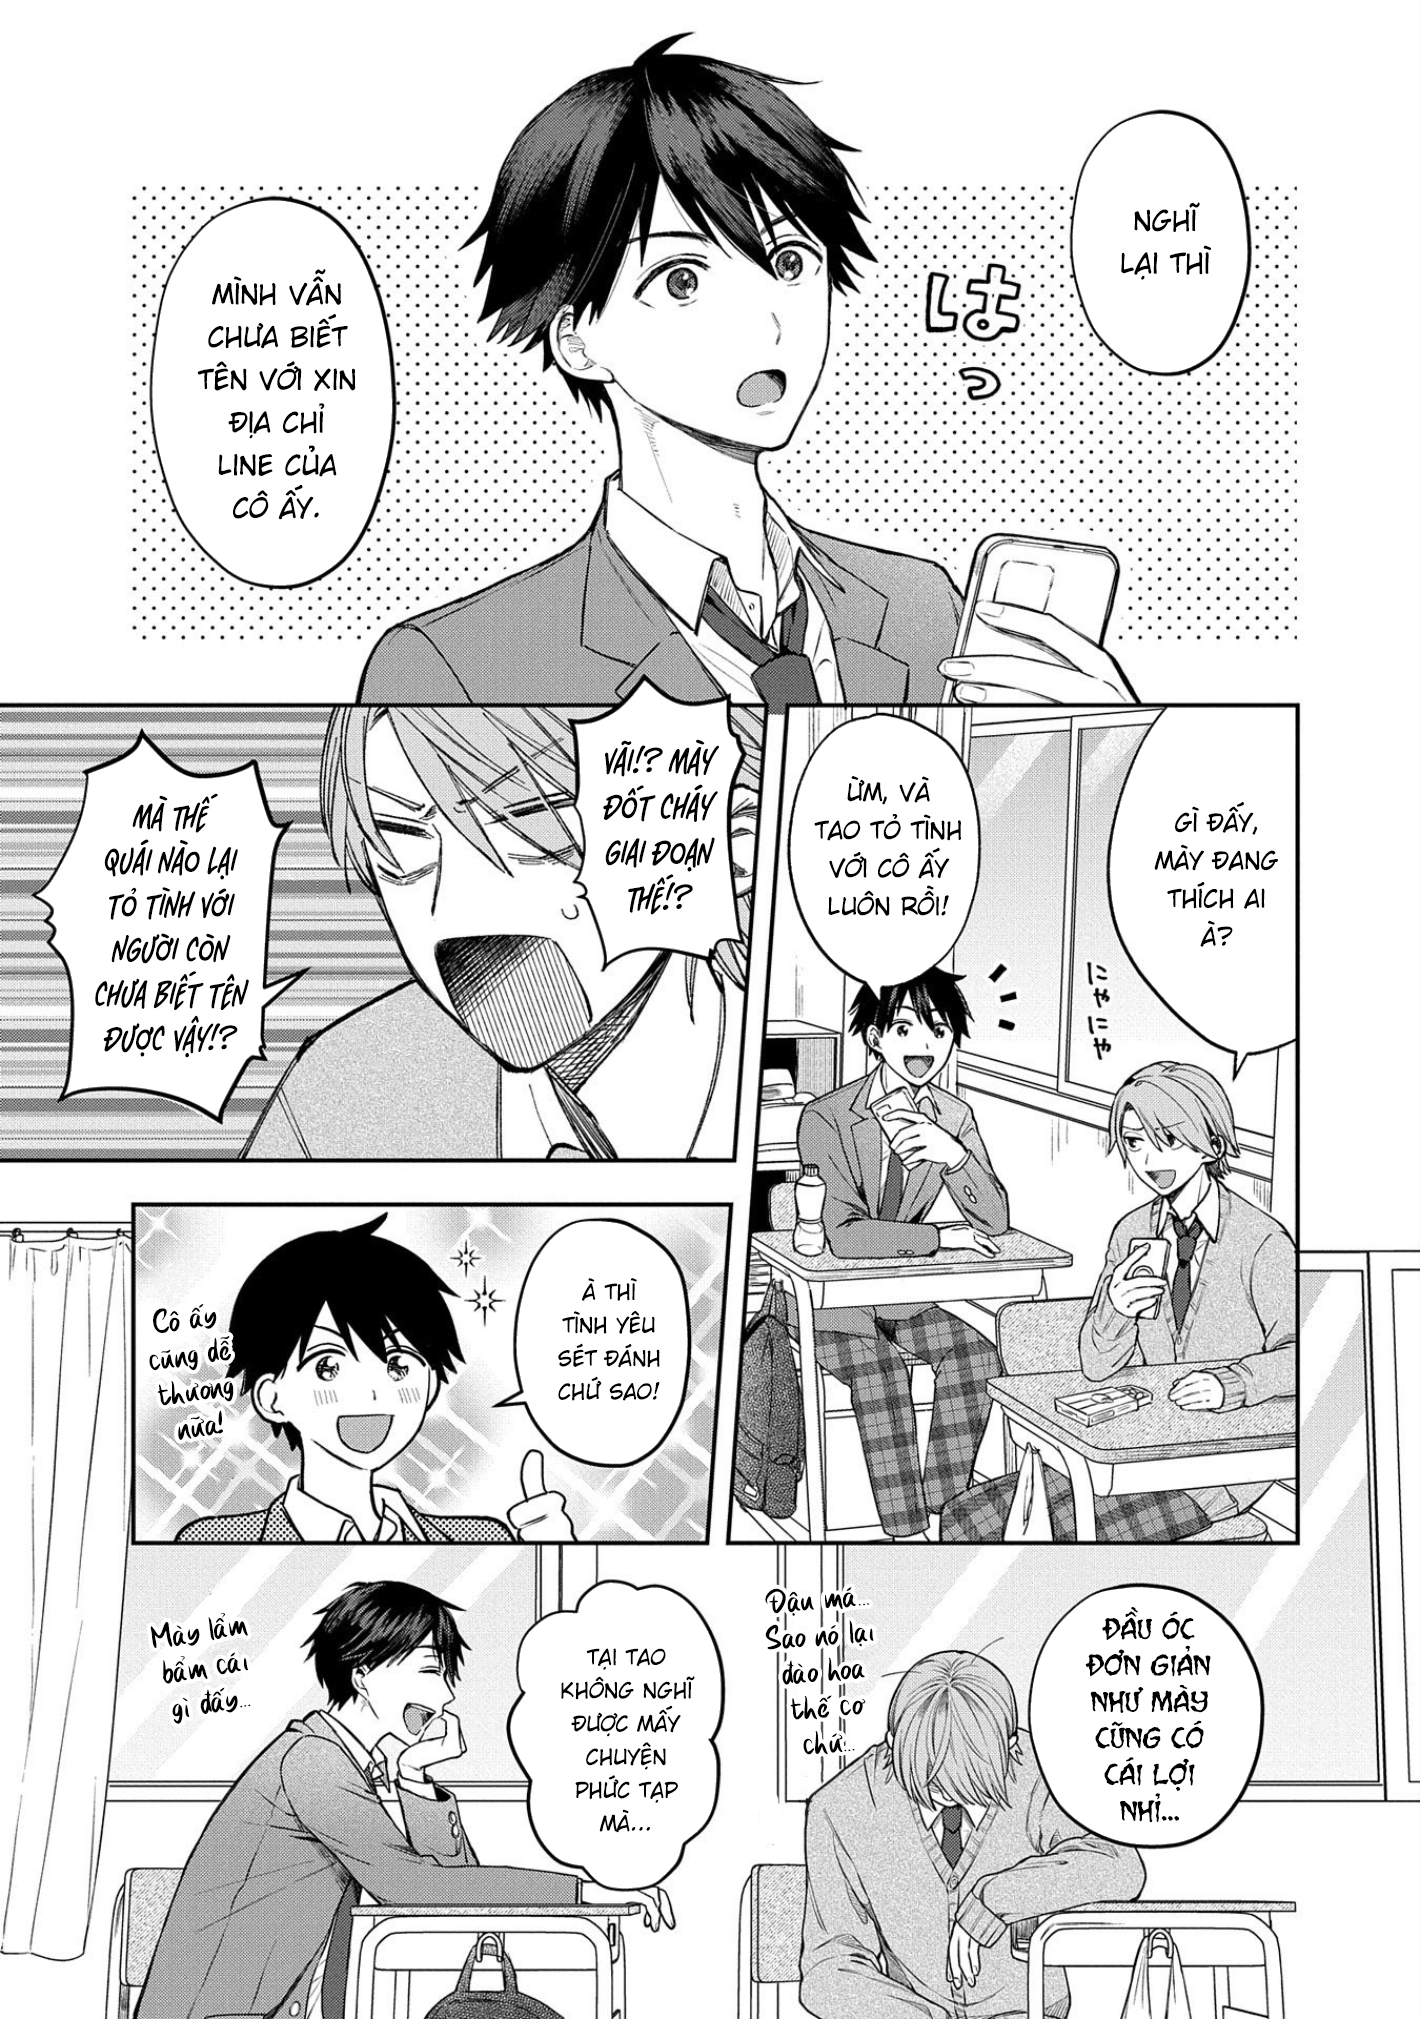 NGHĨ
LẠI THÌ
はっ
MÌNH VẪN
CHƯA BIẾT
TÊN VỚI XIN
ĐỊA CHỈ
LINE CỦA
CÔ ẤY.
GÌ ĐẤY,
MÀY ĐANG
THÍCH AI
À?
にゃにゃ
ỪM, VÀ
TAO TỎ TÌNH
VỚI CÔ ẤY
LUÔN RỒI!
VÃI!? MÀY
ĐỐT CHÁY
GIAI ĐOẠN
THẾ!?
MÀ THẾ
QUÁI NÀO LẠI
TỎ TÌNH VỚI
NGƯỜI CÒN
CHƯA BIẾT TÊN
ĐƯỢC VẬY!?
À THÌ
TÌNH YÊU
SÉT ĐÁNH
CHỨ SAO!
Cô ấy
cũng dễ
thương
nữa!
ĐẦU ÓC
ĐƠN GIẢN
NHƯ MÀY
CŨNG CÓ
CÁI LỢI
NHỈ...
Đậu má...
Sao nó lại
đào hoa
thế cơ
chứ...
TẠI TAO
KHÔNG NGHĨ
ĐƯỢC MẤY
CHUYỆN
PHỨC TẠP
MÀ...
Mày lẩm
bẩm cái
gì đấy...